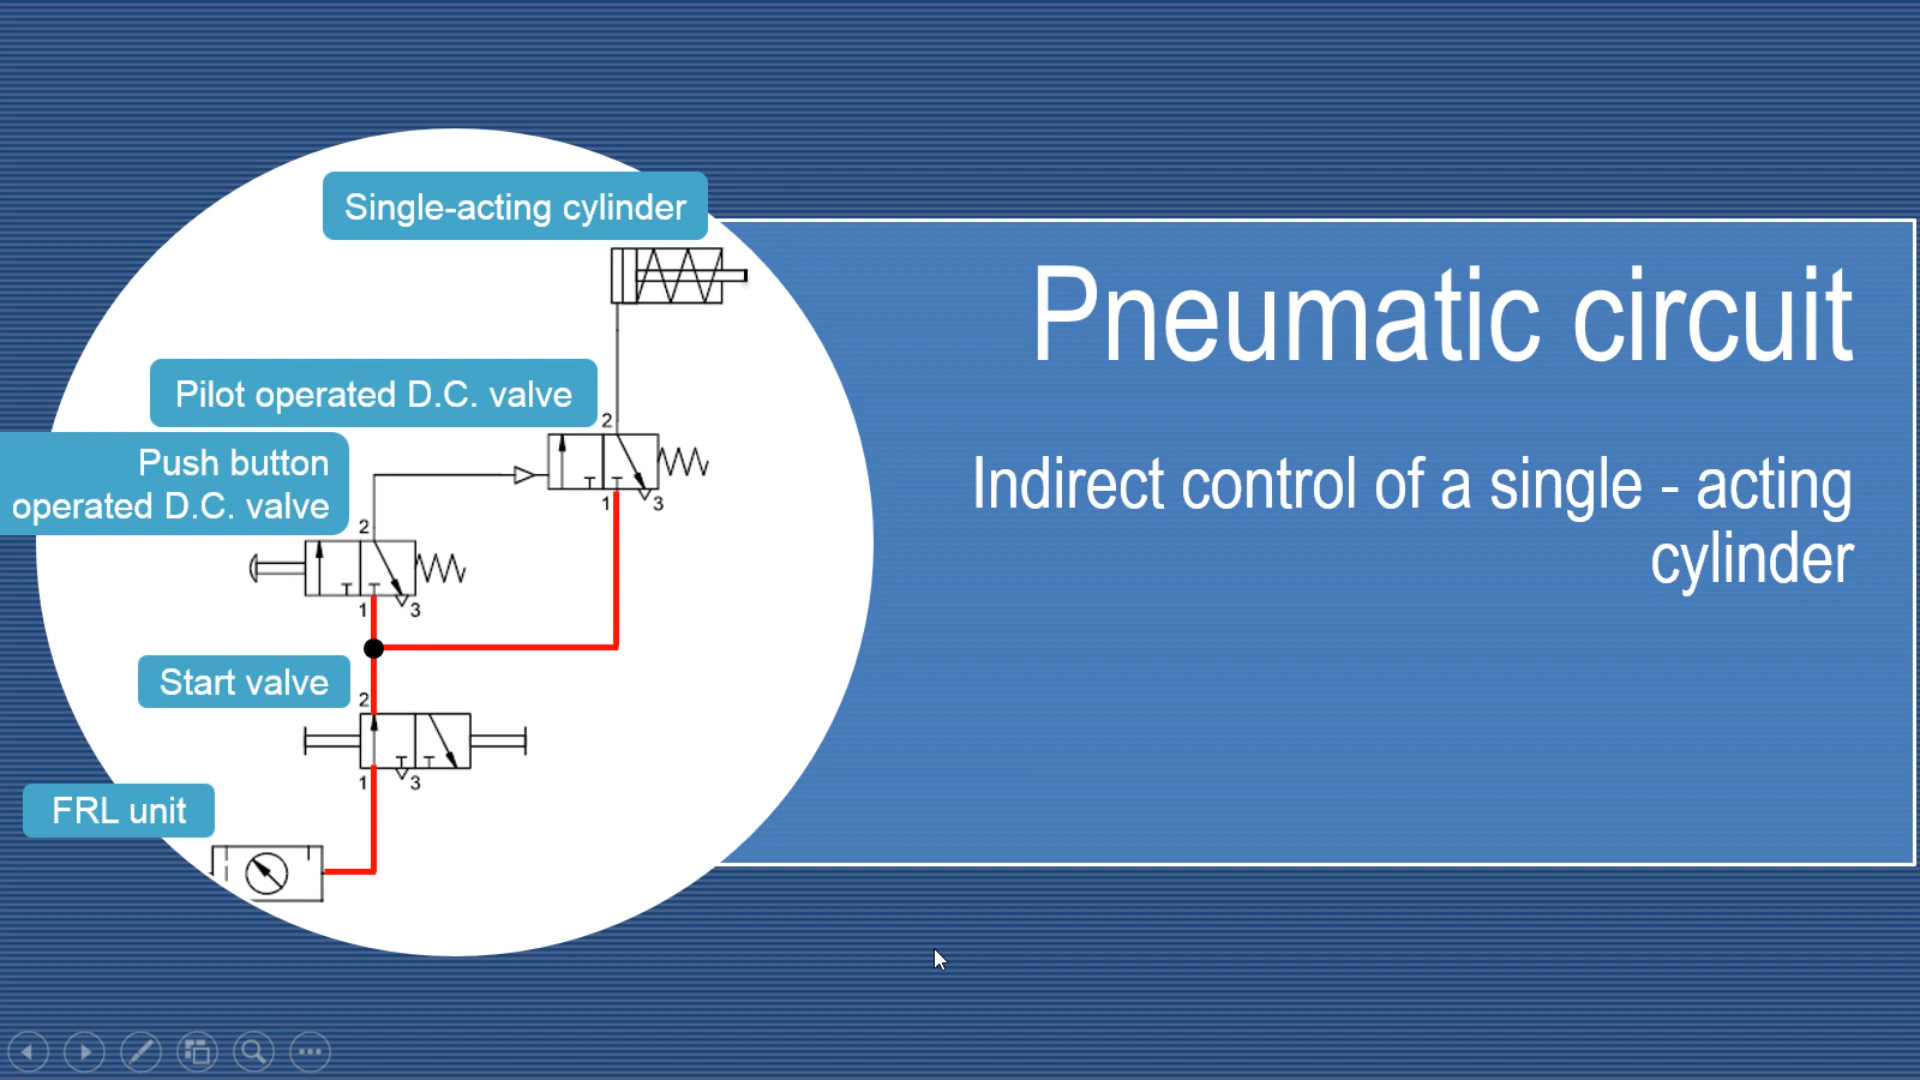 Single-acting cylinder
Pneumatic circuit
Indirect control of a single - acting
cylinder
Pilot operated D.C. valve
2
1
3
Push button
operated D.C. valve
2
1
3
Start valve
2
1
3
FRL unit